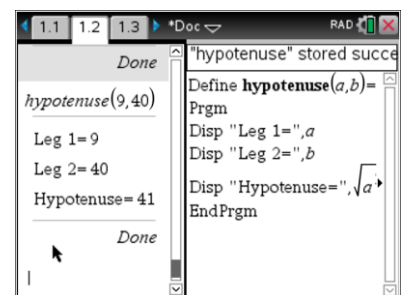 1.1 1.2 1.3 *Doc RAD
Done
hypotenuse(9,40)
Leg 1=9
Leg 2=40
Hypotenuse=41
Done
"hypotenuse" stored succe
Define hypotenuse(a,b)=
Prgm
Disp "Leg 1=",a
Disp "Leg 2=",b
Disp "Hypotenuse=",√a
EndPrgm